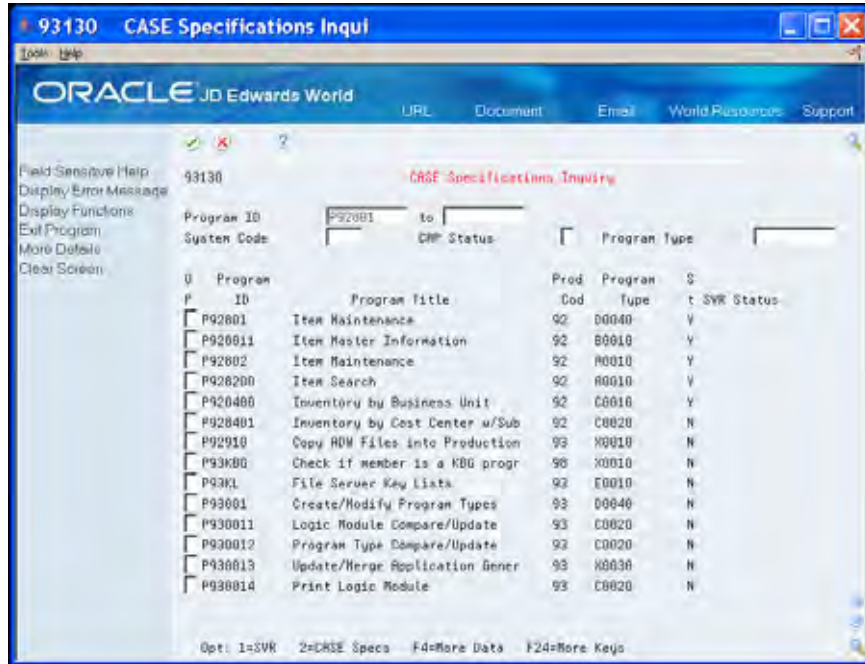 93130 CASE Specifications Inqui
Tools Help
ORACLE JD Edwards World
URL Document Email World Resources Support
?
Field Sensitive Help
Display Error Message
Display Functions
Exit Program
More Details
Clear Screen
93130 CASE Specifications Inquiry
Program ID P92801 to
System Code CAP Status Program Type
O Program Prod Program S
P ID Program Title Cod Type t SVR Status
P92801 Item Maintenance 92 D0040 Y
P928011 Item Master Information 92 B0010 Y
P92802 Item Maintenance 92 A0010 Y
P928200 Item Search 92 A0010 Y
P928400 Inventory by Business Unit 92 C0010 Y
P928401 Inventory by Cost Center w/Sub 92 C0020 N
P92910 Copy ADW Files into Production 93 X0010 N
P93KBG Check if member is a KBG progr 98 X0010 N
P93KL File Server Key Lists 93 E0010 N
P93001 Create/Modify Program Types 93 D0040 N
P930011 Logic Module Compare/Update 93 C0020 N
P930012 Program Type Compare/Update 93 C0020 N
P930013 Update/Merge Application Gener 93 X0030 N
P930014 Print Logic Module 93 C0020 N
Opt: 1=SVR 2=CASE Specs F4=More Data F24=More Keys